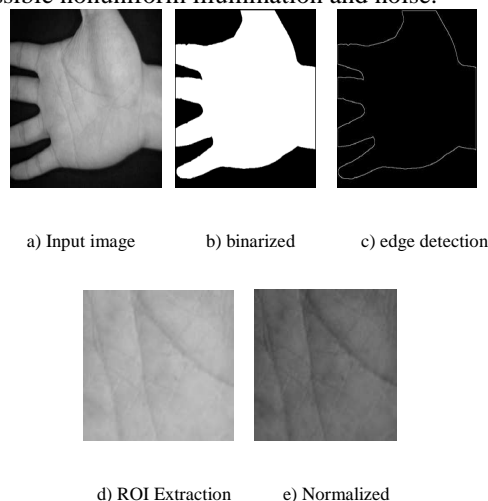 ssible nonuniform illumination and noise.
a) Input image b) binarized c) edge detection
d) ROI Extraction e) Normalized